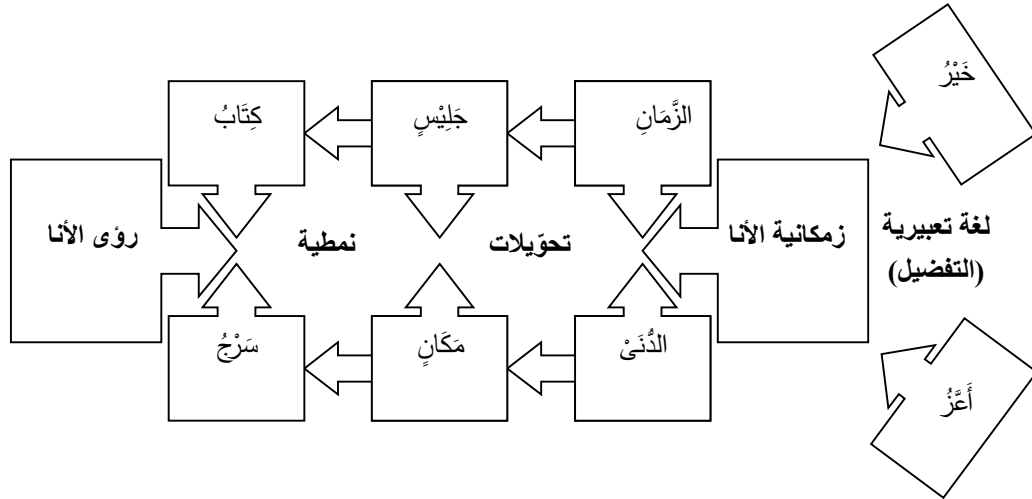 خَيْرُ
الزَّمَانِ
جَلِيْسٍ
كِتَابُ
لغة تعبيرية
(التفضيل)
زمكانية الأنا
تحوّيلات
نمطية
رؤى الأنا
أَعَّزُ
الدُّنَىْ
مَكَانٍ
سَرْجُ